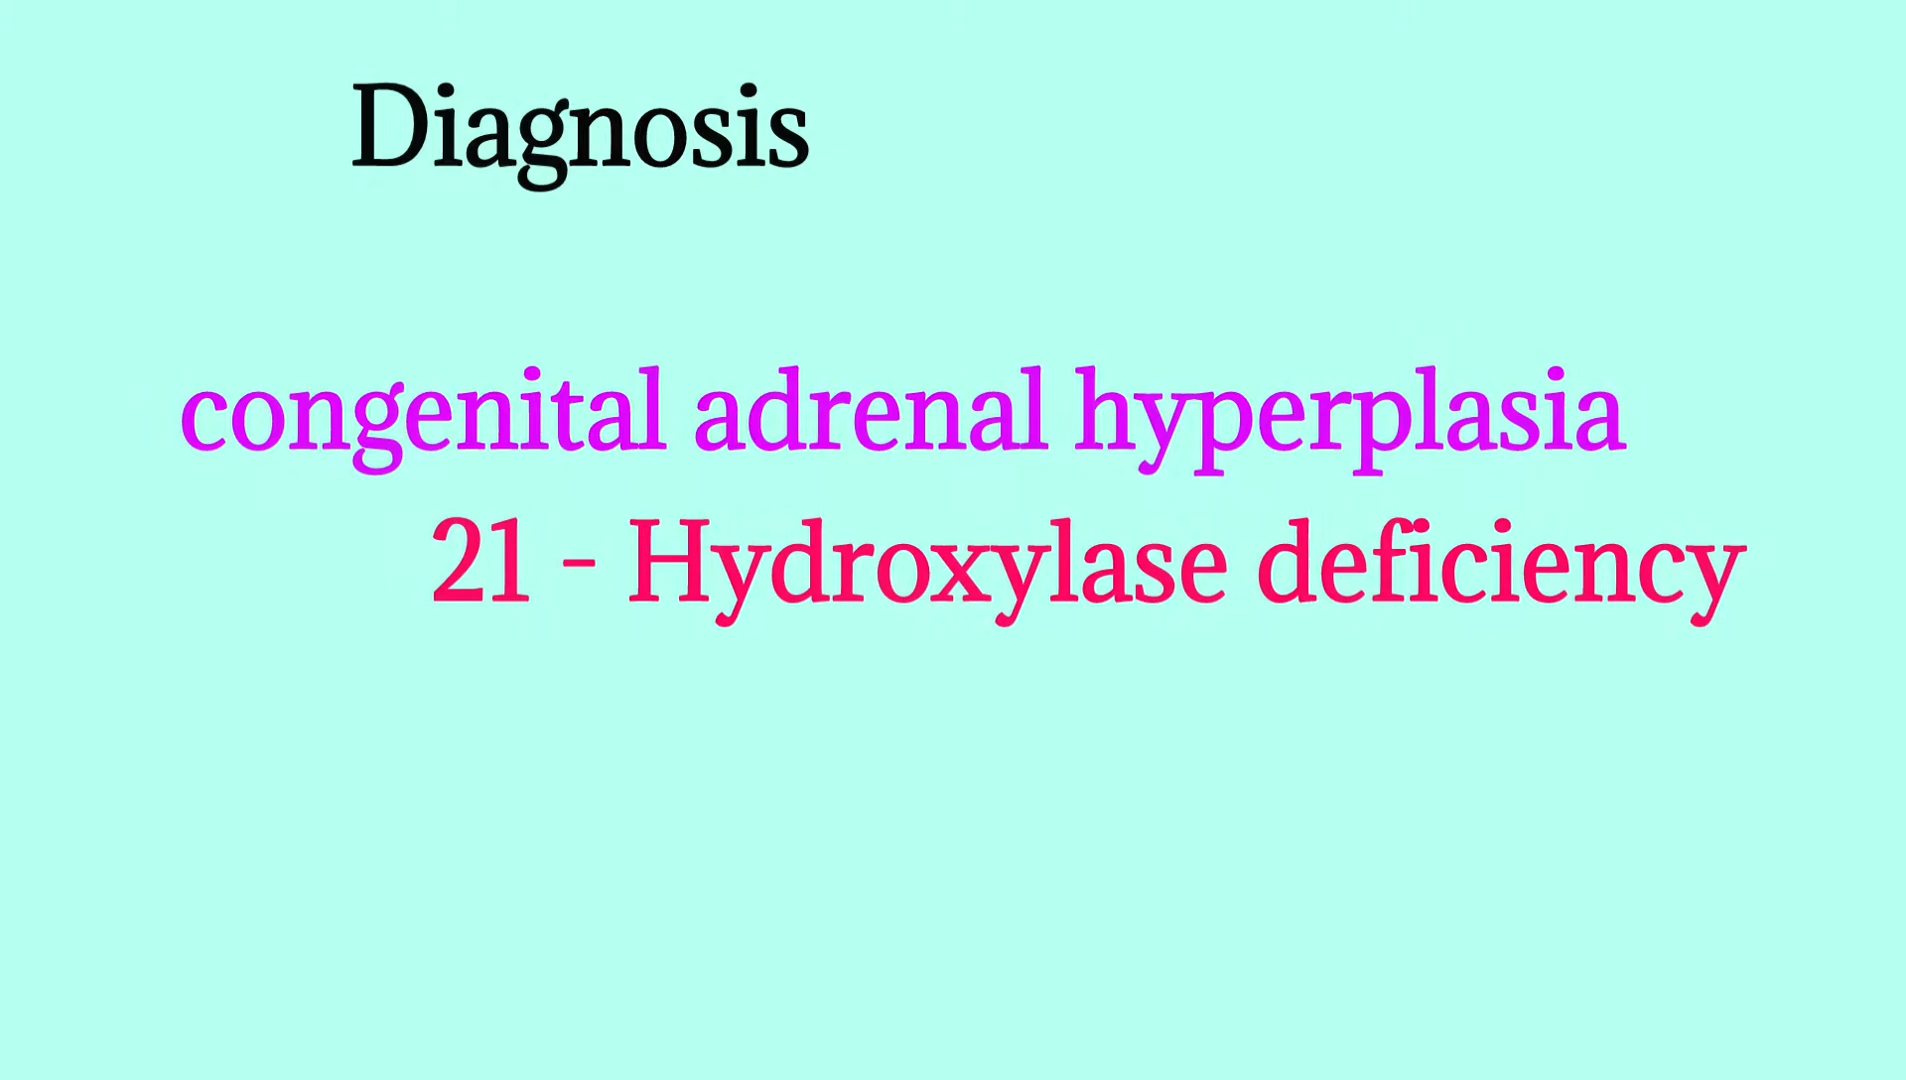 Diagnosis
congenital adrenal hyperplasia
21 - Hydroxylase deficiency